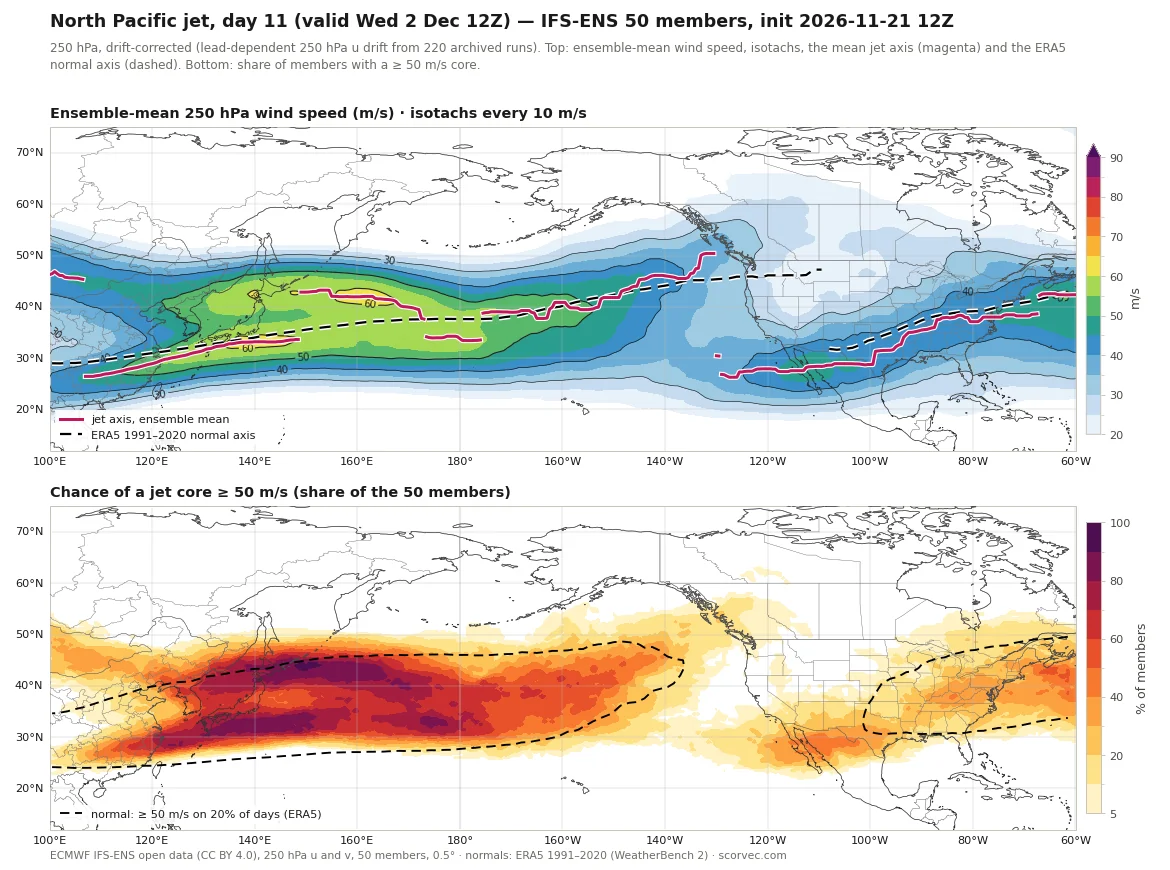 North Pacific jet, day 11 (valid Wed 2 Dec 12Z) — IFS-ENS 50 members, init 2026-11-21 12Z
250 hPa, drift-corrected (lead-dependent 250 hPa u drift from 220 archived runs). Top: ensemble-mean wind speed, isotachs, the mean jet axis (magenta) and the ERA5
normal axis (dashed). Bottom: share of members with a ≥ 50 m/s core.
Ensemble-mean 250 hPa wind speed (m/s) · isotachs every 10 m/s
70°N
60°N
50°N
40°N
30°N
20°N
30
60
40
30
40
60
50
40
30
jet axis, ensemble mean
ERA5 1991–2020 normal axis
100°E 120°E 140°E 160°E 180° 160°W 140°W 120°W 100°W 80°W 60°W
90
80
70
60
50
40
30
20
m/s
Chance of a jet core ≥ 50 m/s (share of the 50 members)
70°N
60°N
50°N
40°N
30°N
20°N
normal: ≥ 50 m/s on 20% of days (ERA5)
100°E 120°E 140°E 160°E 180° 160°W 140°W 120°W 100°W 80°W 60°W
100
80
60
40
20
5
% of members
ECMWF IFS-ENS open data (CC BY 4.0), 250 hPa u and v, 50 members, 0.5° · normals: ERA5 1991–2020 (WeatherBench 2) · scorvec.com